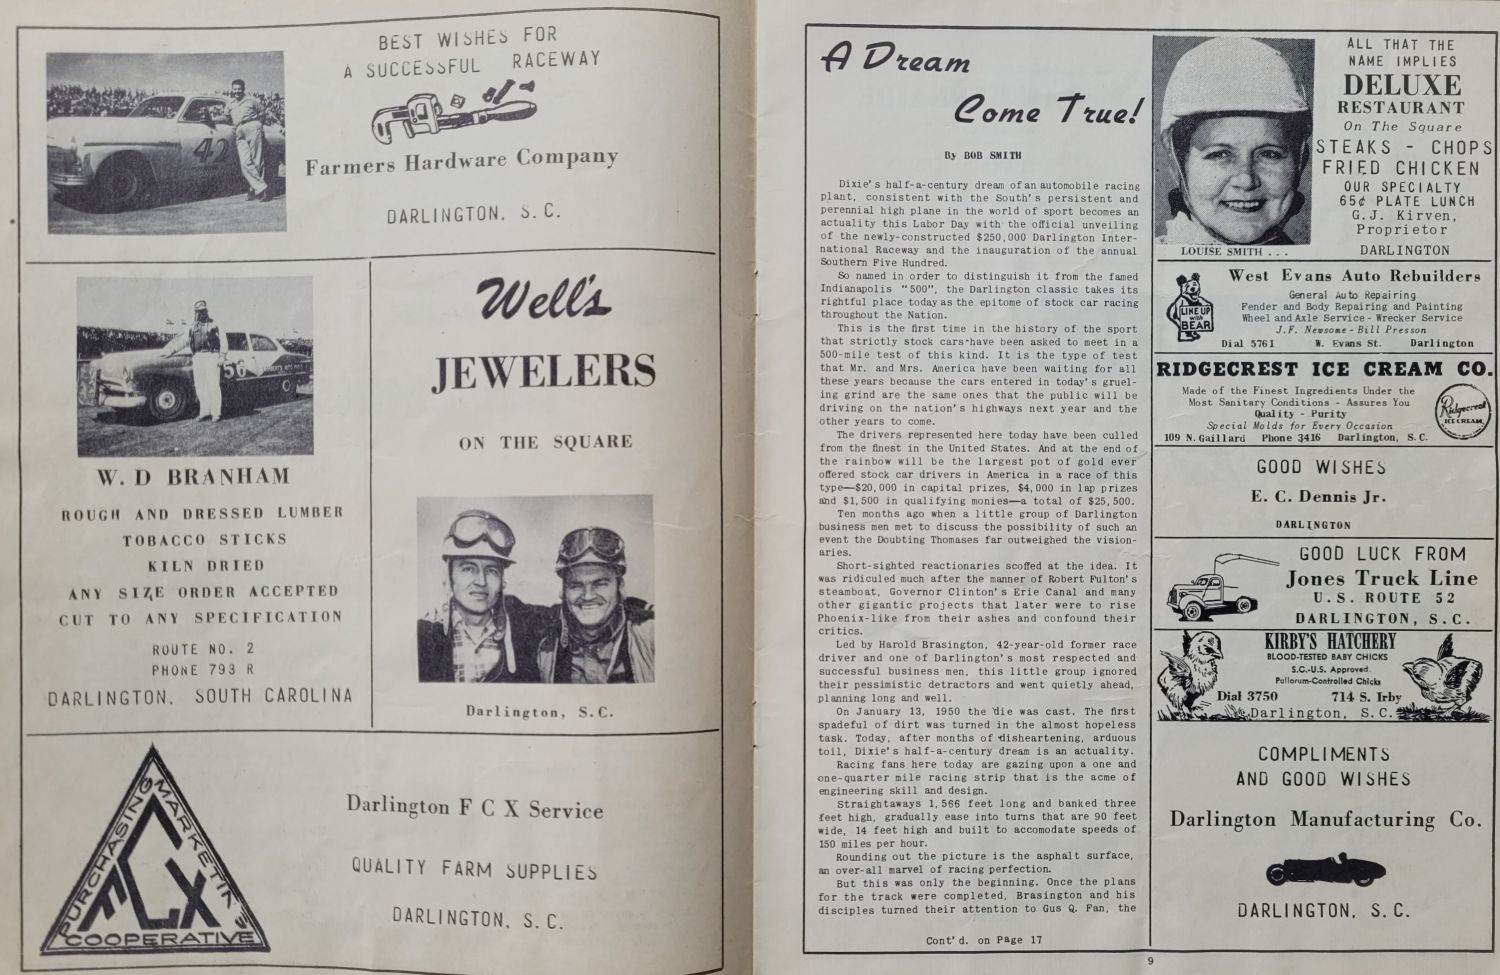 BEST WISHES FOR
A SUCCESSFUL RACEWAY
42
Farmers Hardware Company
DARLINGTON, S. C.
56
W. D BRANHAM
ROUGH AND DRESSED LUMBER
TOBACCO STICKS
KILN DRIED
ANY SIZE ORDER ACCEPTED
CUT TO ANY SPECIFICATION
ROUTE NO. 2
PHONE 793 R
DARLINGTON, SOUTH CAROLINA
Well's
JEWELERS
ON THE SQUARE
Darlington, S.C.
PURCHASING
MARKETING
FCX
COOPERATIVE
Darlington F C X Service
QUALITY FARM SUPPLIES
DARLINGTON, S. C.
A Dream
Come True!
By BOB SMITH
Dixie's half-a-century dream of an automobile racing
plant, consistent with the South's persistent and
perennial high plane in the world of sport becomes an
actuality this Labor Day with the official unveiling
of the newly-constructed $250,000 Darlington Inter-
national Raceway and the inauguration of the annual
Southern Five Hundred.
So named in order to distinguish it from the famed
Indianapolis "500", the Darlington classic takes its
rightful place today as the epitome of stock car racing
throughout the Nation.
This is the first time in the history of the sport
that strictly stock cars have been asked to meet in a
500-mile test of this kind. It is the type of test
that Mr. and Mrs. America have been waiting for all
these years because the cars entered in today's gruel-
ing grind are the same ones that the public will be
driving on the nation's highways next year and the
other years to come.
The drivers represented here today have been culled
from the finest in the United States. And at the end of
the rainbow will be the largest pot of gold ever
offered stock car drivers in America in a race of this
type—$20,000 in capital prizes, $4,000 in lap prizes
and $1,500 in qualifying monies—a total of $25,500.
Ten months ago when a little group of Darlington
business men met to discuss the possibility of such an
event the Doubting Thomases far outweighed the vision-
aries.
Short-sighted reactionaries scoffed at the idea. It
was ridiculed much after the manner of Robert Fulton's
steamboat, Governor Clinton's Erie Canal and many
other gigantic projects that later were to rise
Phoenix-like from their ashes and confound their
critics.
Led by Harold Brasington, 42-year-old former race
driver and one of Darlington's most respected and
successful business men, this little group ignored
their pessimistic detractors and went quietly ahead,
planning long and well.
On January 13, 1950 the die was cast. The first
spadeful of dirt was turned in the almost hopeless
task. Today, after months of disheartening, arduous
toil, Dixie's half-a-century dream is an actuality.
Racing fans here today are gazing upon a one and
one-quarter mile racing strip that is the acme of
engineering skill and design.
Straightaways 1,566 feet long and banked three
feet high, gradually ease into turns that are 90 feet
wide, 14 feet high and built to accomodate speeds of
150 miles per hour.
Rounding out the picture is the asphalt surface,
an over-all marvel of racing perfection.
But this was only the beginning. Once the plans
for the track were completed, Brasington and his
disciples turned their attention to Gus Q. Fan, the
Cont'd. on Page 17
LOUISE SMITH . . .
ALL THAT THE
NAME IMPLIES
DELUXE
RESTAURANT
On The Square
STEAKS - CHOPS
FRIED CHICKEN
OUR SPECIALTY
65¢ PLATE LUNCH
G.J. Kirven,
Proprietor
DARLINGTON
LINE UP
with
BEAR
West Evans Auto Rebuilders
General Auto Repairing
Fender and Body Repairing and Painting
Wheel and Axle Service - Wrecker Service
J.F. Newsome - Bill Presson
Dial 5761 W. Evans St. Darlington
RIDGECREST ICE CREAM CO.
Made of the Finest Ingredients Under the
Most Sanitary Conditions - Assures You
Quality - Purity
Special Molds for Every Occasion
109 N. Gaillard Phone 3416 Darlington, S. C.
Ridgecrest
ICE CREAM
GOOD WISHES
E. C. Dennis Jr.
DARLINGTON
GOOD LUCK FROM
Jones Truck Line
U.S. ROUTE 52
DARLINGTON, S.C.
KIRBY'S HATCHERY
BLOOD-TESTED BABY CHICKS
S.C.-U.S. Approved
Pullorum-Controlled Chicks
Dial 3750 714 S. Irby
Darlington, S.C.
COMPLIMENTS
AND GOOD WISHES
Darlington Manufacturing Co.
DARLINGTON, S. C.
9